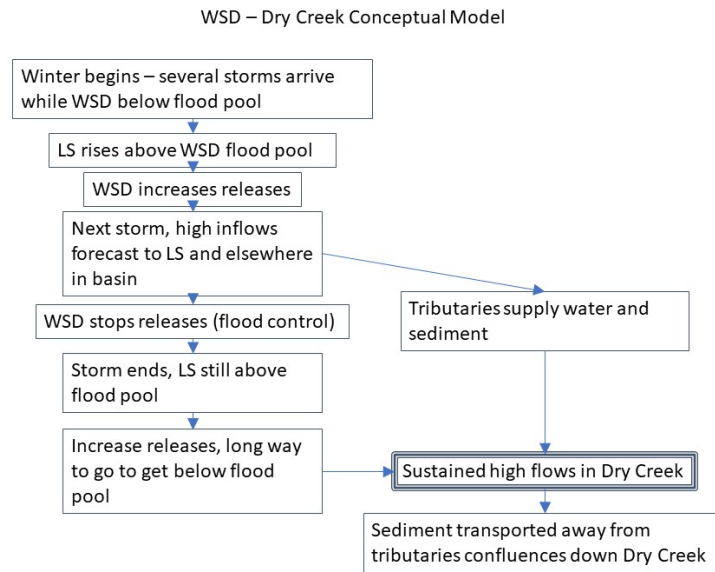 WSD – Dry Creek Conceptual Model
Winter begins – several storms arrive
while WSD below flood pool
LS rises above WSD flood pool
WSD increases releases
Next storm, high inflows
forecast to LS and elsewhere
in basin
Tributaries supply water and
sediment
WSD stops releases (flood control)
Storm ends, LS still above
flood pool
Increase releases, long way
to go to get below flood
pool
Sustained high flows in Dry Creek
Sediment transported away from
tributaries confluences down Dry Creek